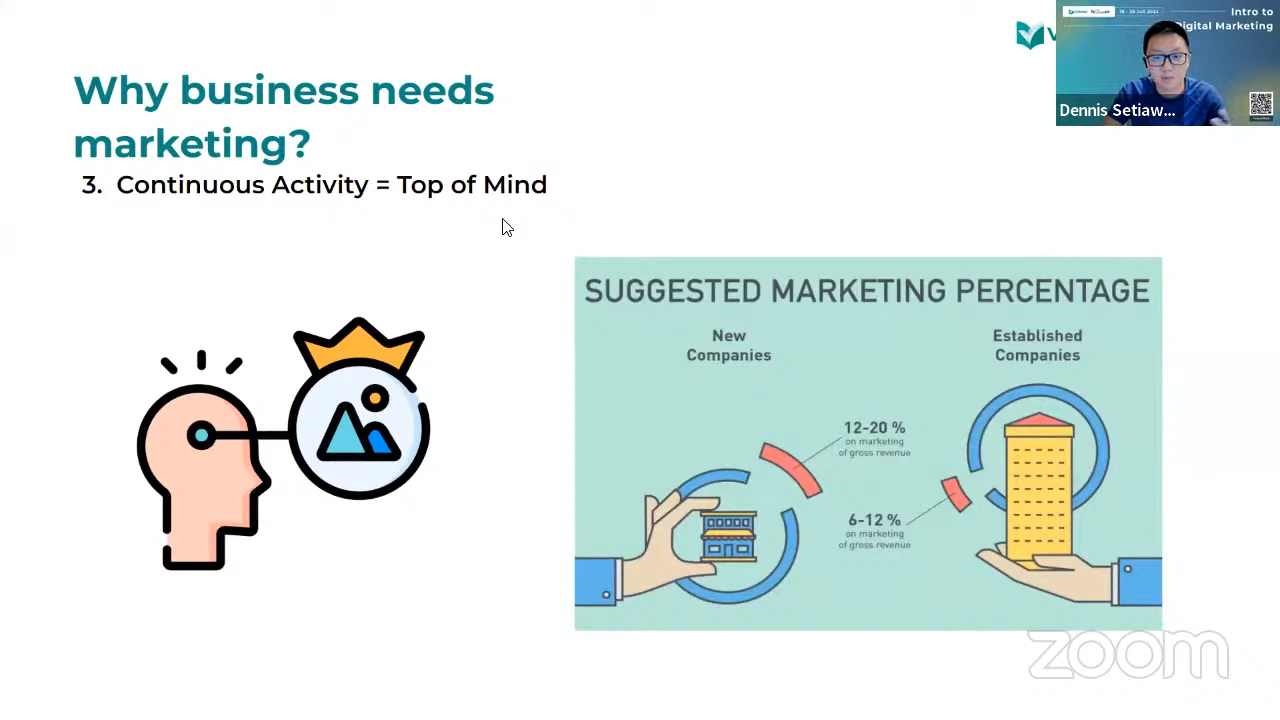 Why business needs
marketing?
3. Continuous Activity = Top of Mind
Intro to
Digital Marketing
Dennis Setiaw...
SUGGESTED MARKETING PERCENTAGE
New
Companies
Established
Companies
12-20 %
on marketing
of gross revenue
6-12 %
on marketing
of gross revenue
zoom